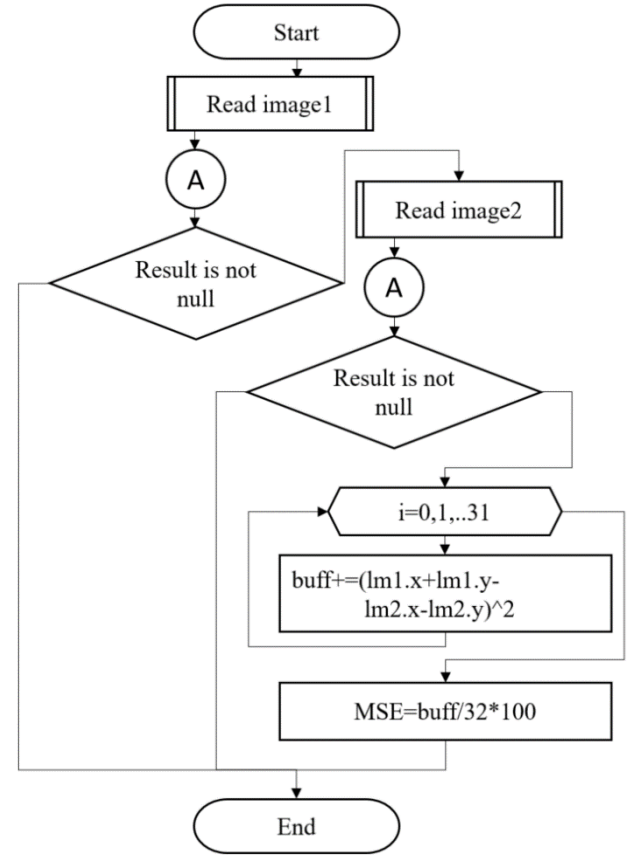 Start
Read image1
A
Result is not
null
Read image2
A
Result is not
null
i=0,1,..31
buff+=(lm1.x+lm1.y-
lm2.x-lm2.y)^2
MSE=buff/32*100
End